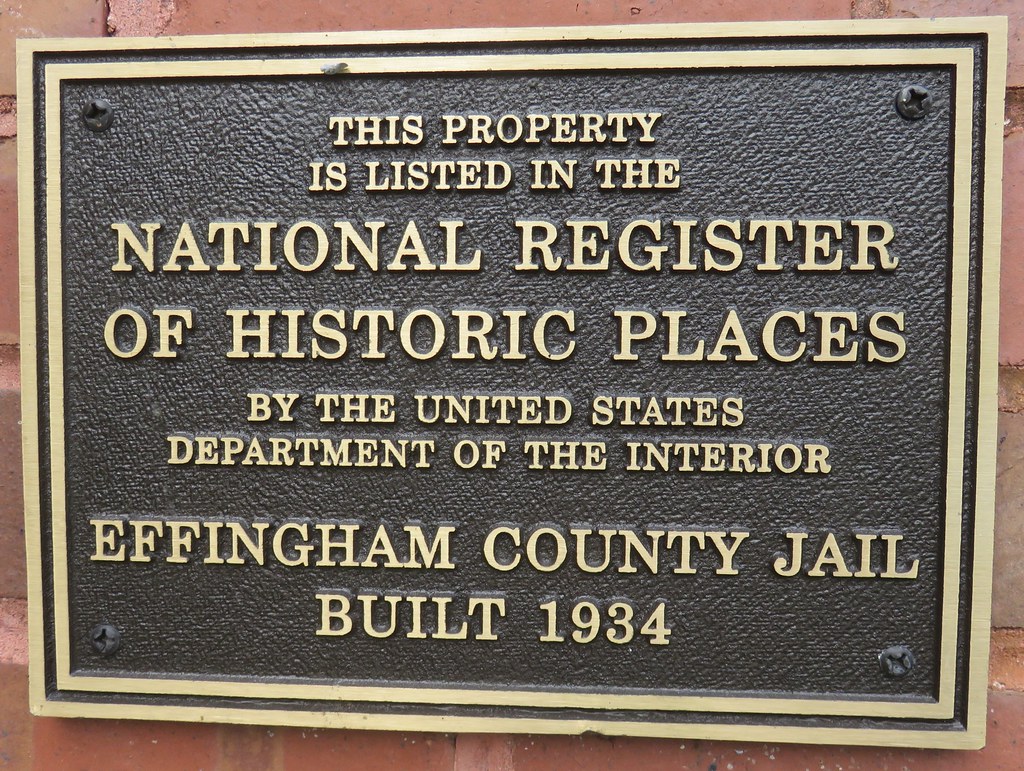 THIS PROPERTY
IS LISTED IN THE
NATIONAL REGISTER
OF HISTORIC PLACES
BY THE UNITED STATES
DEPARTMENT OF THE INTERIOR
EFFINGHAM COUNTY JAIL
BUILT 1934